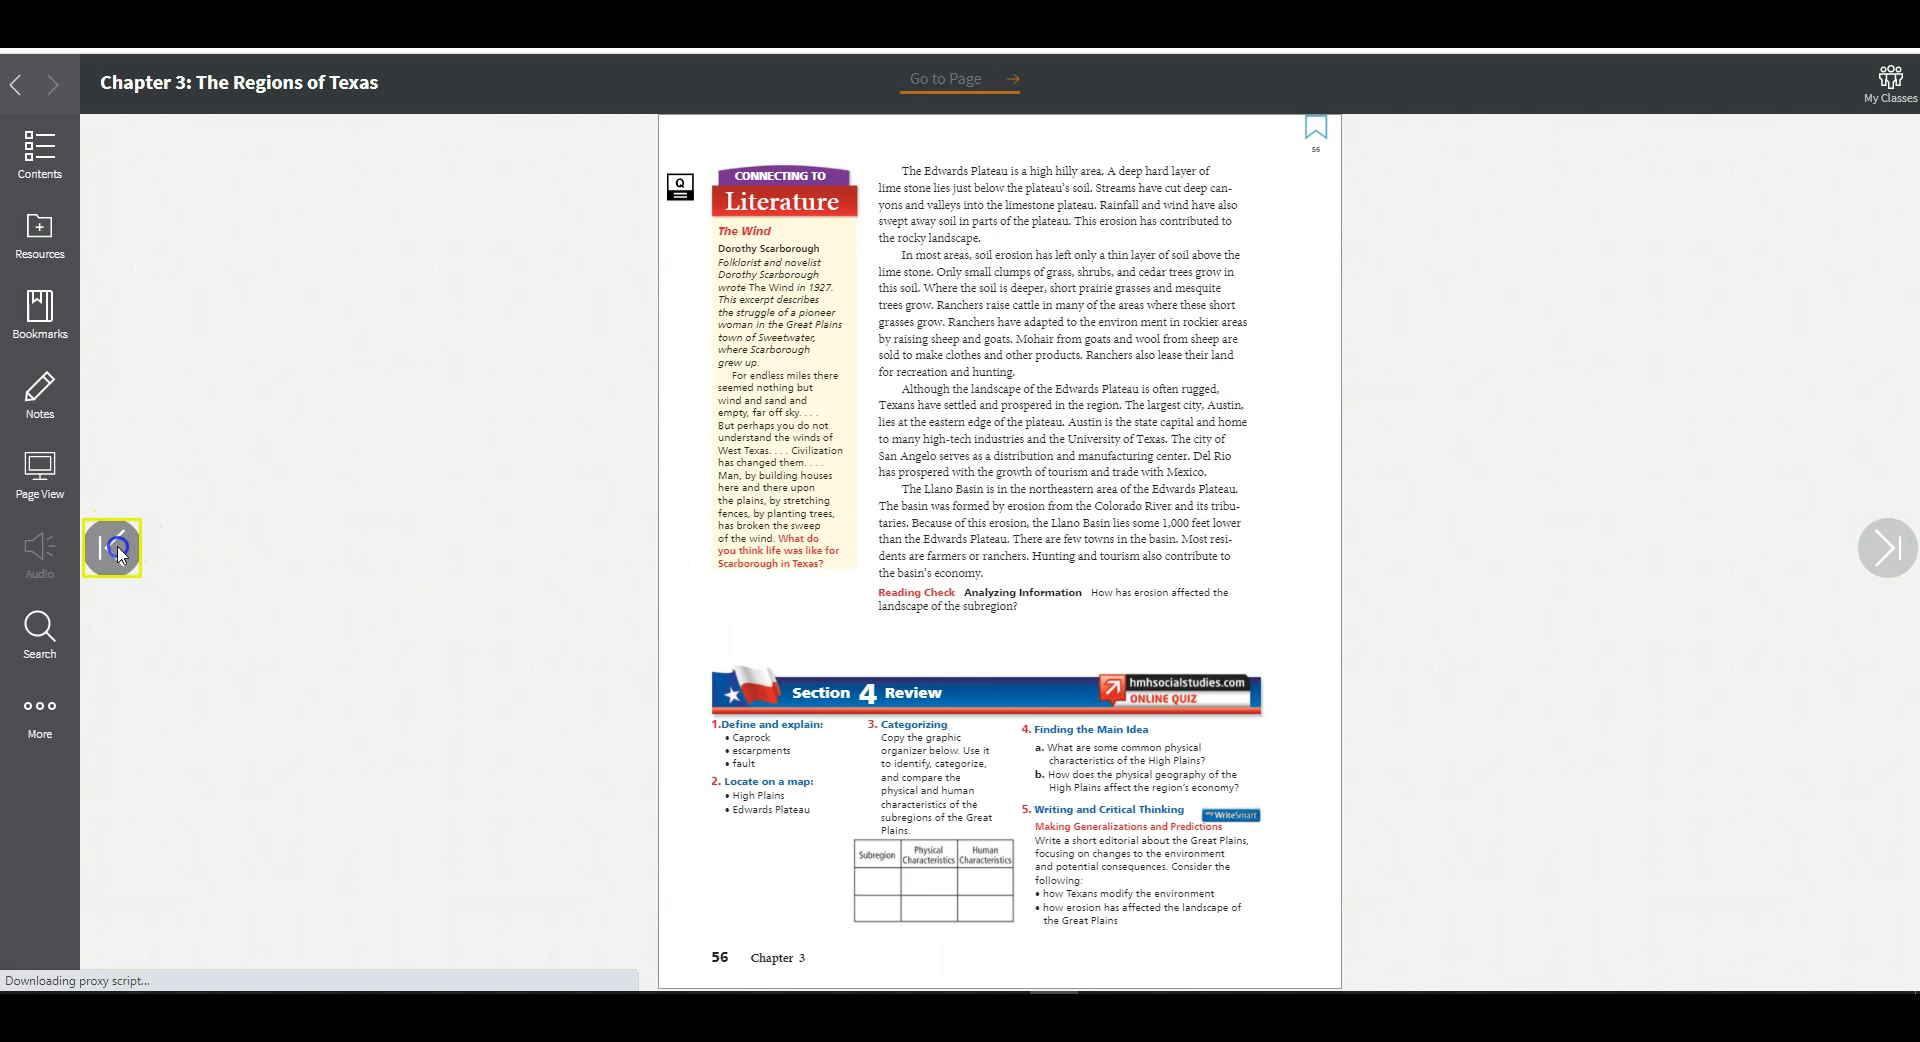 Chapter 3: The Regions of Texas
Go to Page
My Classes
Contents
Resources
Bookmarks
Notes
Page View
Audio
Search
More
56
Q
CONNECTING TO
Literature
The Wind
Dorothy Scarborough
Folklorist and novelist
Dorothy Scarborough
wrote The Wind in 1927.
This excerpt describes
the struggle of a pioneer
woman in the Great Plains
town of Sweetwater,
where Scarborough
grew up.
For endless miles there
seemed nothing but
wind and sand and
empty, far off sky. . . .
But perhaps you do not
understand the winds of
West Texas. . . . Civilization
has changed them. . . .
Man, by building houses
here and there upon
the plains, by stretching
fences, by planting trees,
has broken the sweep
of the wind. What do
you think life was like for
Scarborough in Texas?
The Edwards Plateau is a high hilly area. A deep hard layer of
lime stone lies just below the plateau's soil. Streams have cut deep can-
yons and valleys into the limestone plateau. Rainfall and wind have also
swept away soil in parts of the plateau. This erosion has contributed to
the rocky landscape.
In most areas, soil erosion has left only a thin layer of soil above the
lime stone. Only small clumps of grass, shrubs, and cedar trees grow in
this soil. Where the soil is deeper, short prairie grasses and mesquite
trees grow. Ranchers raise cattle in many of the areas where these short
grasses grow. Ranchers have adapted to the environ ment in rockier areas
by raising sheep and goats. Mohair from goats and wool from sheep are
sold to make clothes and other products. Ranchers also lease their land
for recreation and hunting.
Although the landscape of the Edwards Plateau is often rugged,
Texans have settled and prospered in the region. The largest city, Austin,
lies at the eastern edge of the plateau. Austin is the state capital and home
to many high-tech industries and the University of Texas. The city of
San Angelo serves as a distribution and manufacturing center. Del Rio
has prospered with the growth of tourism and trade with Mexico.
The Llano Basin is in the northeastern area of the Edwards Plateau.
The basin was formed by erosion from the Colorado River and its tribu-
taries. Because of this erosion, the Llano Basin lies some 1,000 feet lower
than the Edwards Plateau. There are few towns in the basin. Most resi-
dents are farmers or ranchers. Hunting and tourism also contribute to
the basin's economy.
Reading Check Analyzing Information How has erosion affected the
landscape of the subregion?
Section 4 Review
hmhsocialstudies.com
ONLINE QUIZ
1.Define and explain:
• Caprock
• escarpments
• fault
2. Locate on a map:
• High Plains
• Edwards Plateau
3. Categorizing
Copy the graphic
organizer below. Use it
to identify, categorize,
and compare the
physical and human
characteristics of the
subregions of the Great
Plains.
Subregion Physical Characteristics Human Characteristics
4. Finding the Main Idea
a. What are some common physical
characteristics of the High Plains?
b. How does the physical geography of the
High Plains affect the region's economy?
5. Writing and Critical Thinking
myWriteSmart
Making Generalizations and Predictions
Write a short editorial about the Great Plains,
focusing on changes to the environment
and potential consequences. Consider the
following:
• how Texans modify the environment
• how erosion has affected the landscape of
the Great Plains
56 Chapter 3
Downloading proxy script...